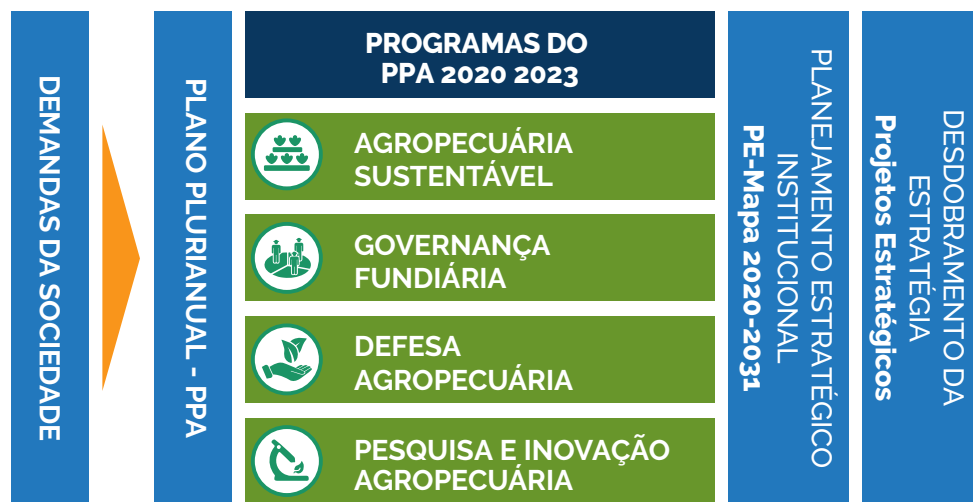 DEMANDAS DA SOCIEDADE
PLANO PLURIANUAL - PPA
PROGRAMAS DO
PPA 2020 2023
AGROPECUÁRIA
SUSTENTÁVEL
GOVERNANÇA
FUNDIÁRIA
DEFESA
AGROPECUÁRIA
PESQUISA E INOVAÇÃO
AGROPECUÁRIA
PLANEJAMENTO ESTRATÉGICO
INSTITUCIONAL
PE-Mapa 2020-2031
DESDOBRAMENTO DA
ESTRATÉGIA
Projetos Estratégicos